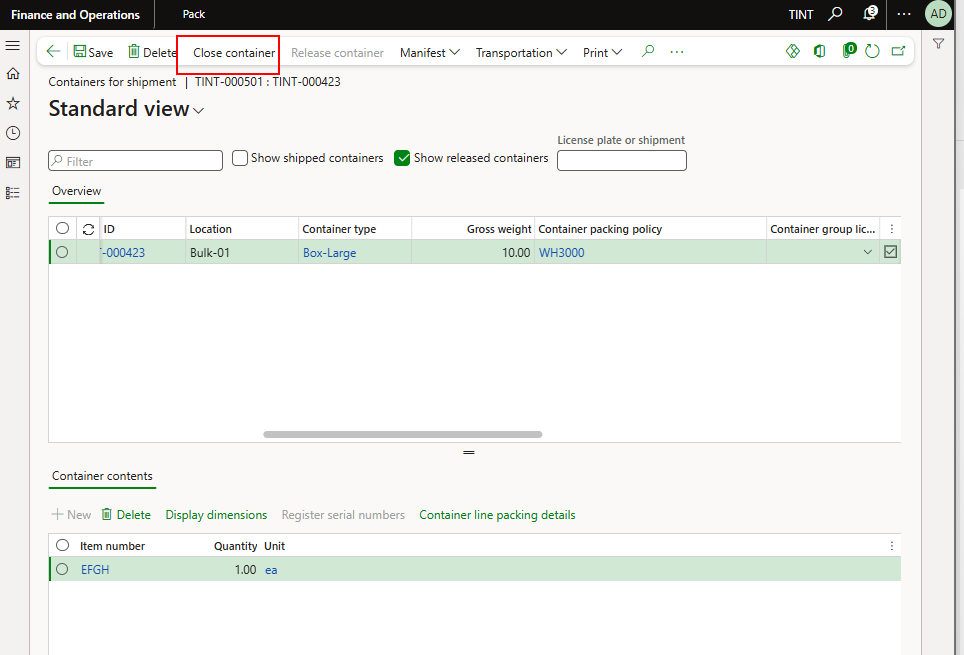 Finance and Operations Pack TINT 3 ... AD
Save Delete Close container Release container Manifest Transportation Print ... 0
Containers for shipment | TINT-000501 : TINT-000423
Standard view
Filter Show shipped containers Show released containers License plate or shipment
Overview
ID Location Container type Gross weight Container packing policy Container group lic...
-000423 Bulk-01 Box-Large 10.00 WH3000
Container contents
New Delete Display dimensions Register serial numbers Container line packing details
Item number Quantity Unit
EFGH 1.00 ea